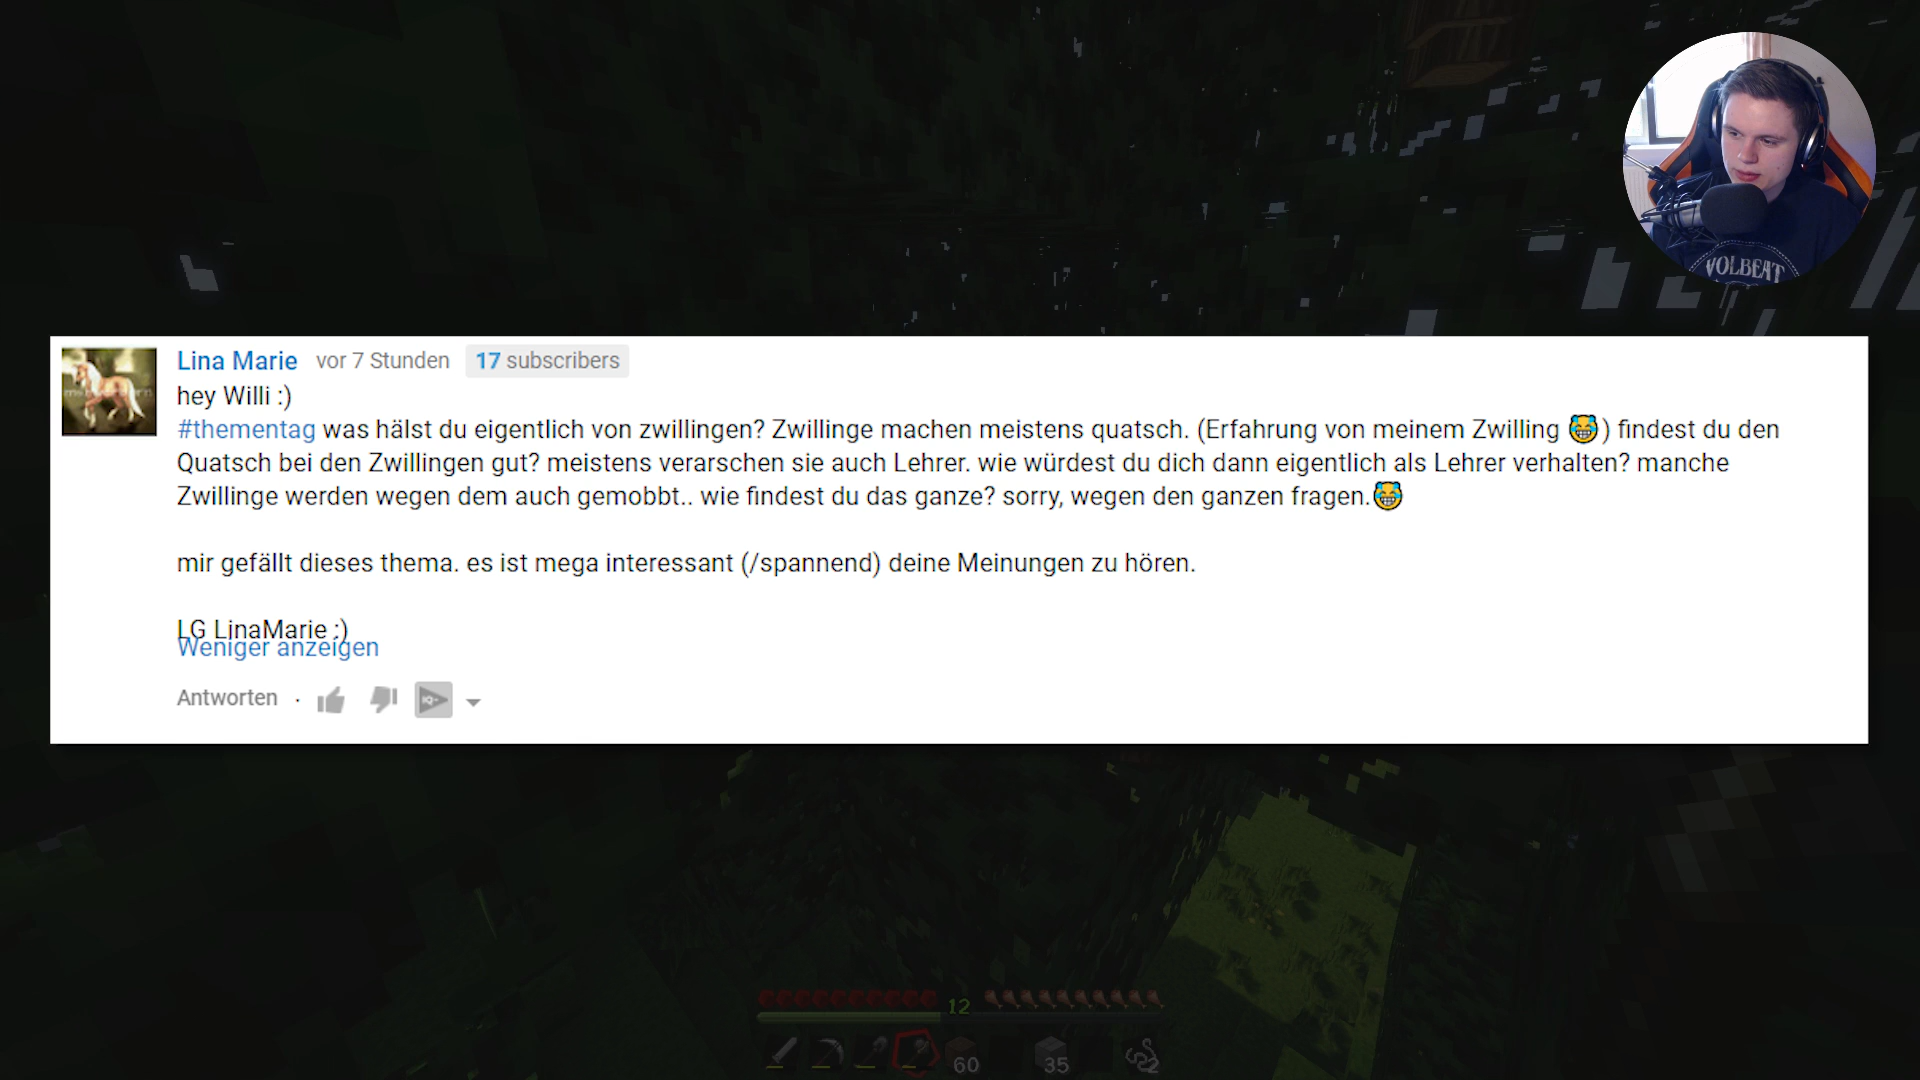 VOLBEAT
Lina Marie vor 7 Stunden 17 subscribers
hey Willi :)
#thementag was hälst du eigentlich von zwillingen? Zwillinge machen meistens quatsch. (Erfahrung von meinem Zwilling 😹) findest du den
Quatsch bei den Zwillingen gut? meistens verarschen sie auch Lehrer. wie würdest du dich dann eigentlich als Lehrer verhalten? manche
Zwillinge werden wegen dem auch gemobbt.. wie findest du das ganze? sorry, wegen den ganzen fragen.😹
mir gefällt dieses thema. es ist mega interessant (/spannend) deine Meinungen zu hören.
LG LinaMarie :)
Weniger anzeigen
Antworten ·
12
60 35 2